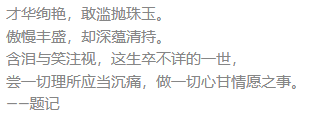 才华绚艳，敢滥抛珠玉。
傲慢丰盛，却深蕴清持。
含泪与笑注视，这生卒不详的一世，
尝一切理所应当沉痛，做一切心甘情愿之事。
——题记